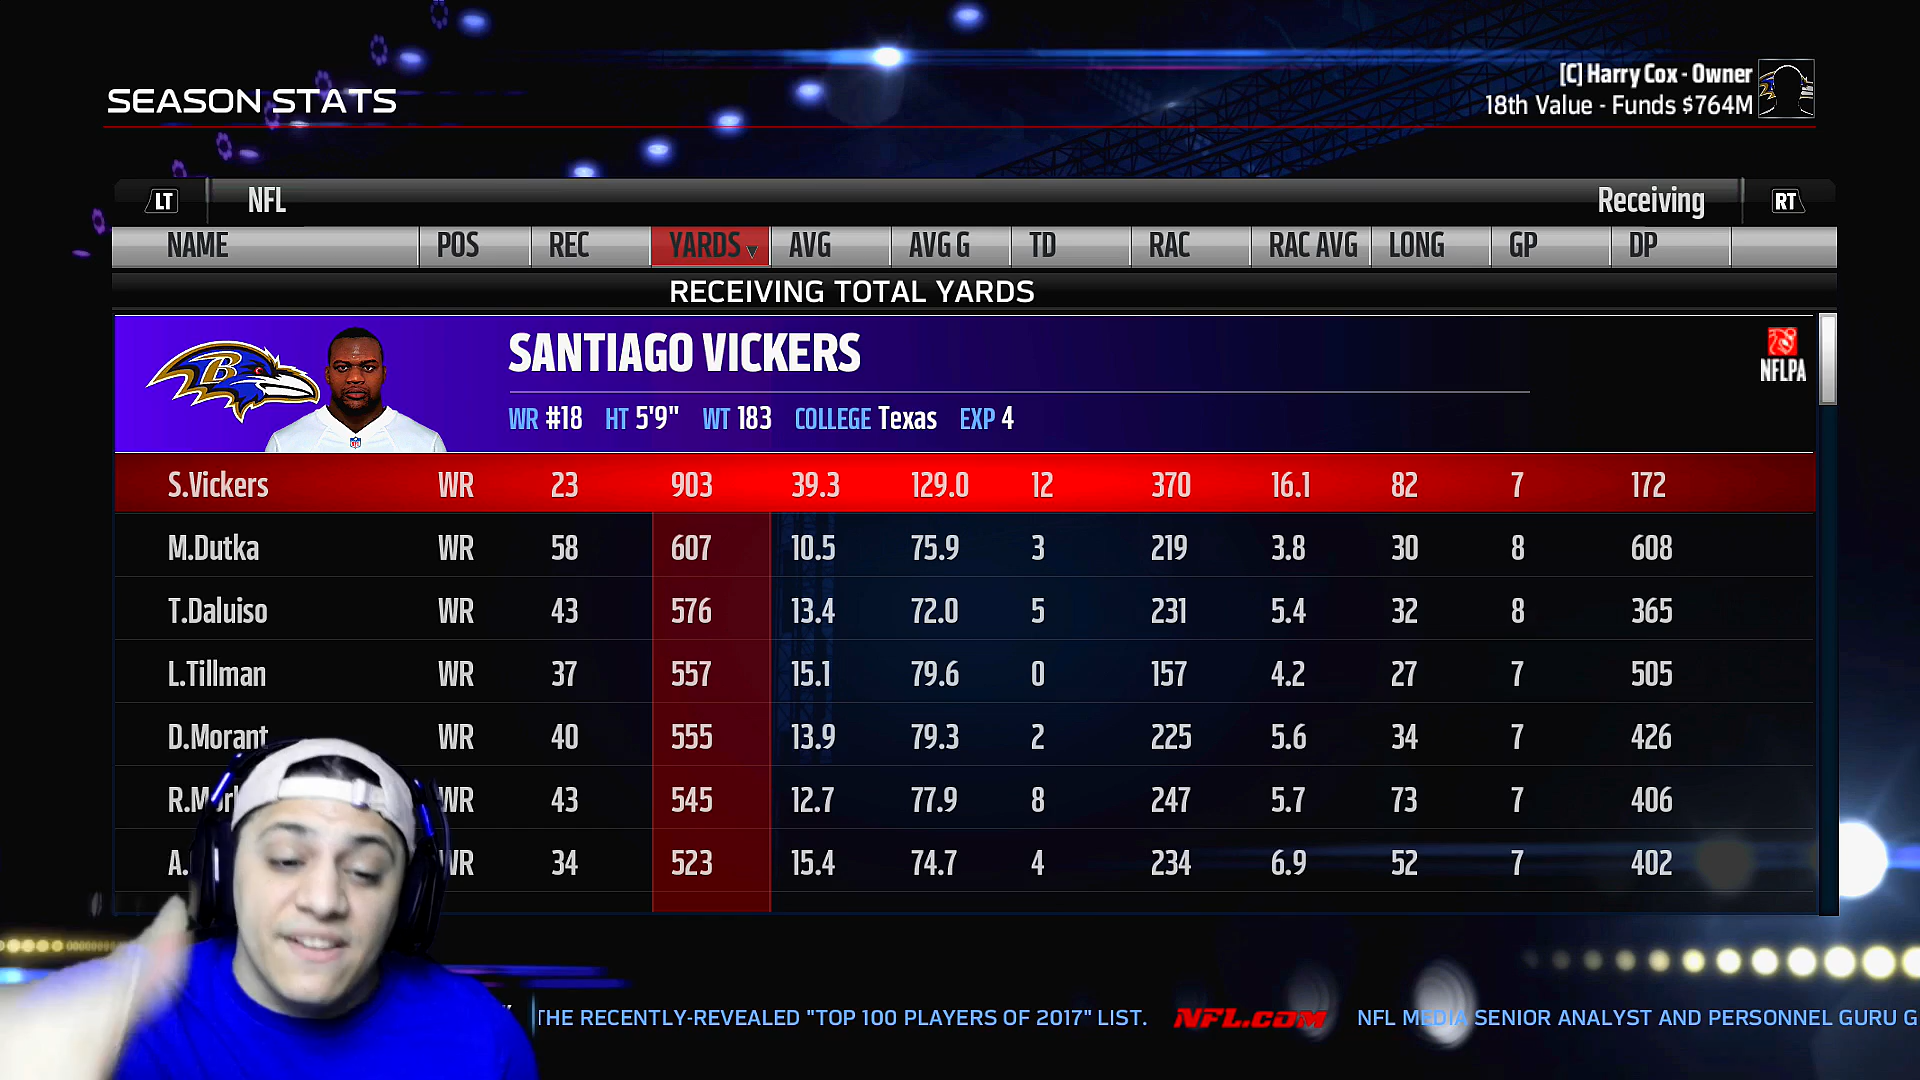 [C] Harry Cox - Owner
SEASON STATS
18th Value - Funds $764M
LT NFL Receiving RT
NAME POS REC YARDS AVG AVG G TD RAC RAC AVG LONG GP DP
RECEIVING TOTAL YARDS
B
SANTIAGO VICKERS
NFLPA
WR #18 HT 5'9" WT 183 COLLEGE Texas EXP 4
S.Vickers WR 23 903 39.3 129.0 12 370 16.1 82 7 172
M.Dutka WR 58 607 10.5 75.9 3 219 3.8 30 8 608
T.Daluiso WR 43 576 13.4 72.0 5 231 5.4 32 8 365
L.Tillman WR 37 557 15.1 79.6 0 157 4.2 27 7 505
D.Morant WR 40 555 13.9 79.3 2 225 5.6 34 7 426
WR 43 545 12.7 77.9 8 247 5.7 73 7 406
A. WR 34 523 15.4 74.7 4 234 6.9 52 7 402
THE RECENTLY-REVEALED "TOP 100 PLAYERS OF 2017" LIST. NFL.COM NFL MEDIA SENIOR ANALYST AND PERSONNEL GURU G